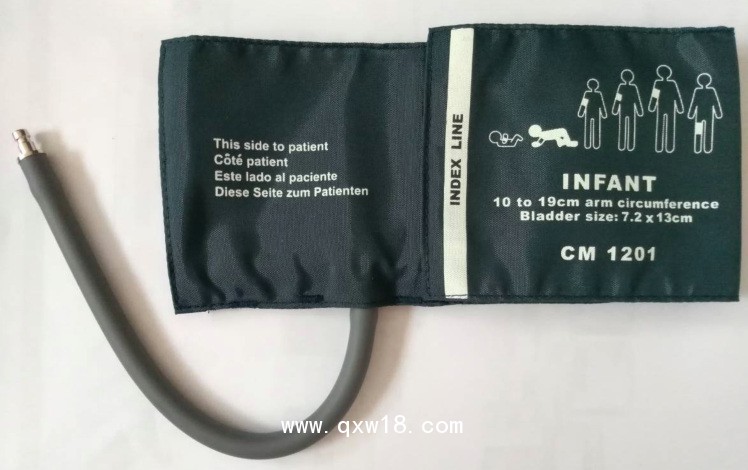 This side to patient
Côté patient
Este lado al paciente
Diese Seite zum Patienten
INDEX LINE
INFANT
10 to 19cm arm circumference
Bladder size: 7.2 x 13cm
CM 1201
www.qxw18.com